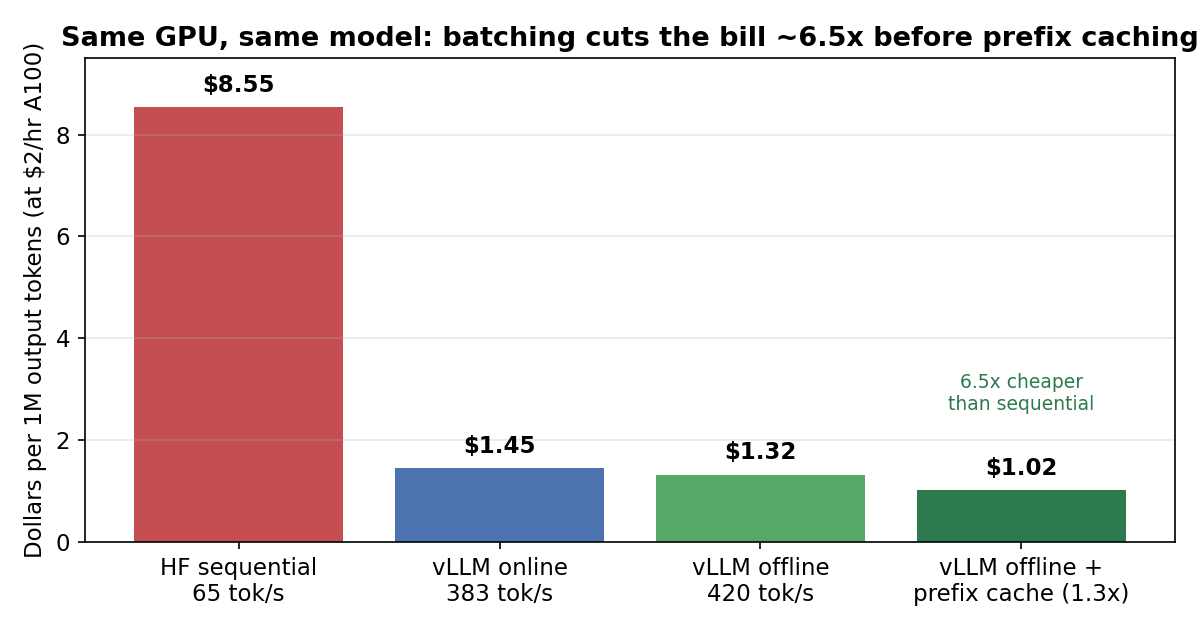 Same GPU, same model: batching cuts the bill ~6.5x before prefix caching
Dollars per 1M output tokens (at $2/hr A100)
8
6
4
2
0
$8.55
$1.45
$1.32
$1.02
6.5x cheaper
than sequential
HF sequential
65 tok/s
vLLM online
383 tok/s
vLLM offline
420 tok/s
vLLM offline +
prefix cache (1.3x)